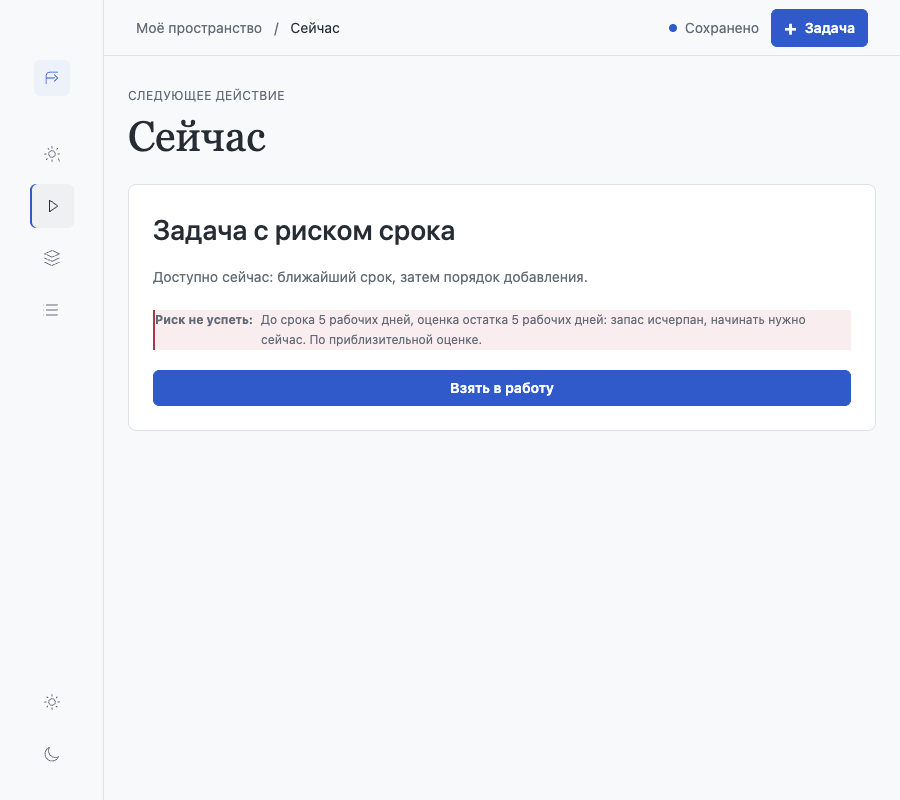 Моё пространство / Сейчас
Сохранено
+ Задача
СЛЕДУЮЩЕЕ ДЕЙСТВИЕ
Сейчас
Задача с риском срока
Доступно сейчас: ближайший срок, затем порядок добавления.
Риск не успеть: До срока 5 рабочих дней, оценка остатка 5 рабочих дней: запас исчерпан, начинать нужно
сейчас. По приблизительной оценке.
Взять в работу